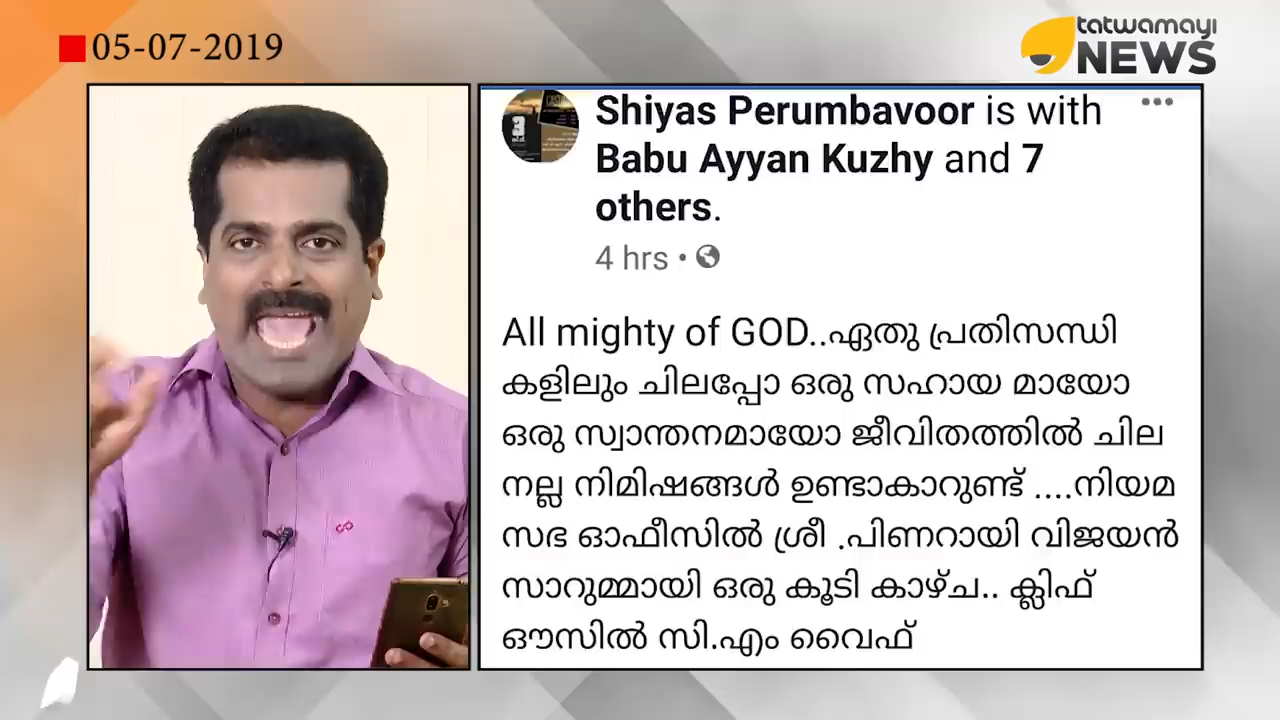 05-07-2019
tatwamayi
NEWS
Shiyas Perumbavoor is with
Babu Ayyan Kuzhy and 7
others.
4 hrs
All mighty of GOD..ഏതു പ്രതിസന്ധി
കളിലും ചിലപ്പോ ഒരു സഹായ മായോ
ഒരു സ്വാന്തനമായോ ജീവിതത്തിൽ ചില
നല്ല നിമിഷങ്ങൾ ഉണ്ടാകാറുണ്ട് ....നിയമ
സഭ ഓഫീസിൽ ശ്രീ .പിണറായി വിജയൻ
സാറുമ്മായി ഒരു കൂടി കാഴ്ച.. ക്ലിഫ്
ഔസിൽ സി.എം വൈഫ്